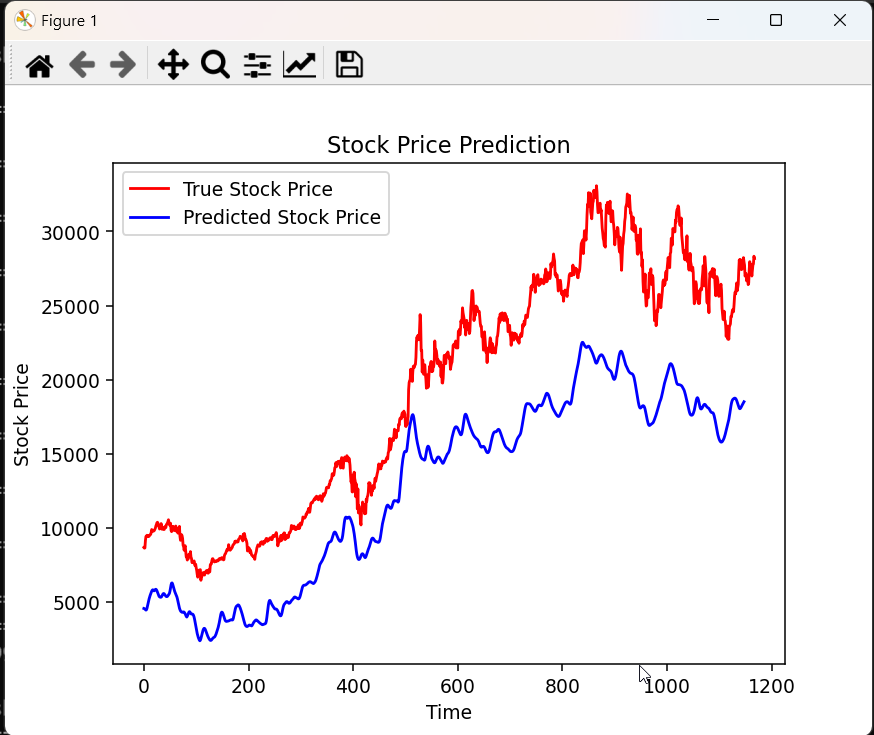 Figure 1
Stock Price Prediction
True Stock Price
Predicted Stock Price
30000
25000
20000
15000
10000
5000
Stock Price
0 200 400 600 800 1000 1200
Time